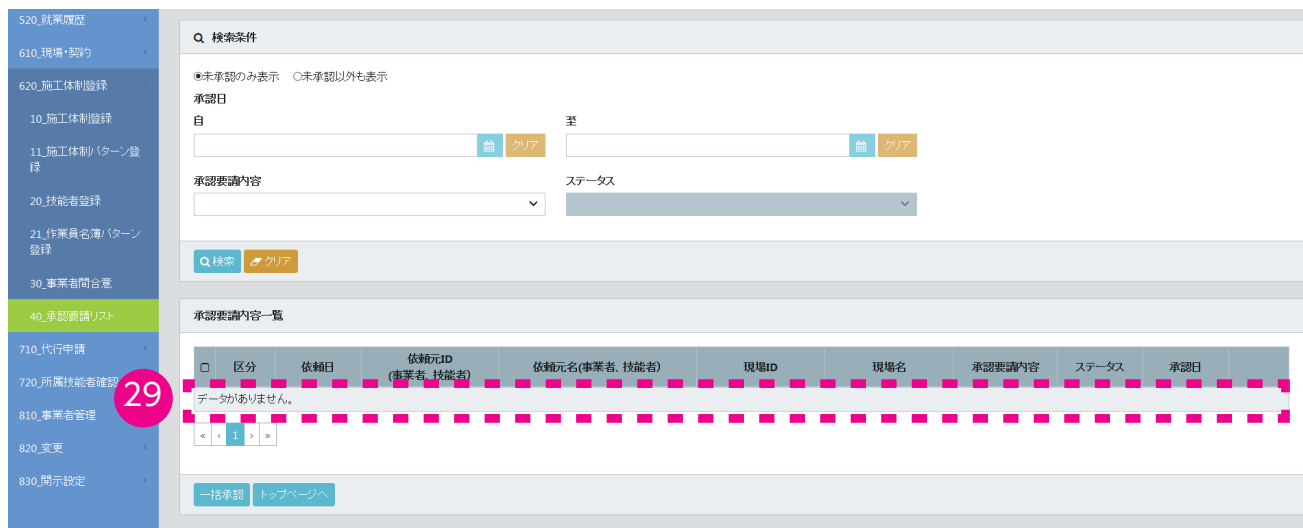 520_就業履歴
610_現場・契約
620_施工体制登録
10_施工体制登録
11_施工体制パターン登
録
20_技能者登録
21_作業員名簿パターン
登録
30_事業者間合意
40_承認要請リスト
710_代行申請
720_所属技能者確認
810_事業者管理
820_変更
830_開示設定
29
検索条件
未承認のみ表示 未承認以外も表示
承認日
自 至
クリア クリア
承認要請内容 ステータス
検索 クリア
承認要請内容一覧
区分 依頼日 依頼元ID
(事業者、技能者) 依頼元名(事業者、技能者) 現場ID 現場名 承認要請内容 ステータス 承認日
データがありません。
« ‹ 1 › »
一括承認 トップページへ